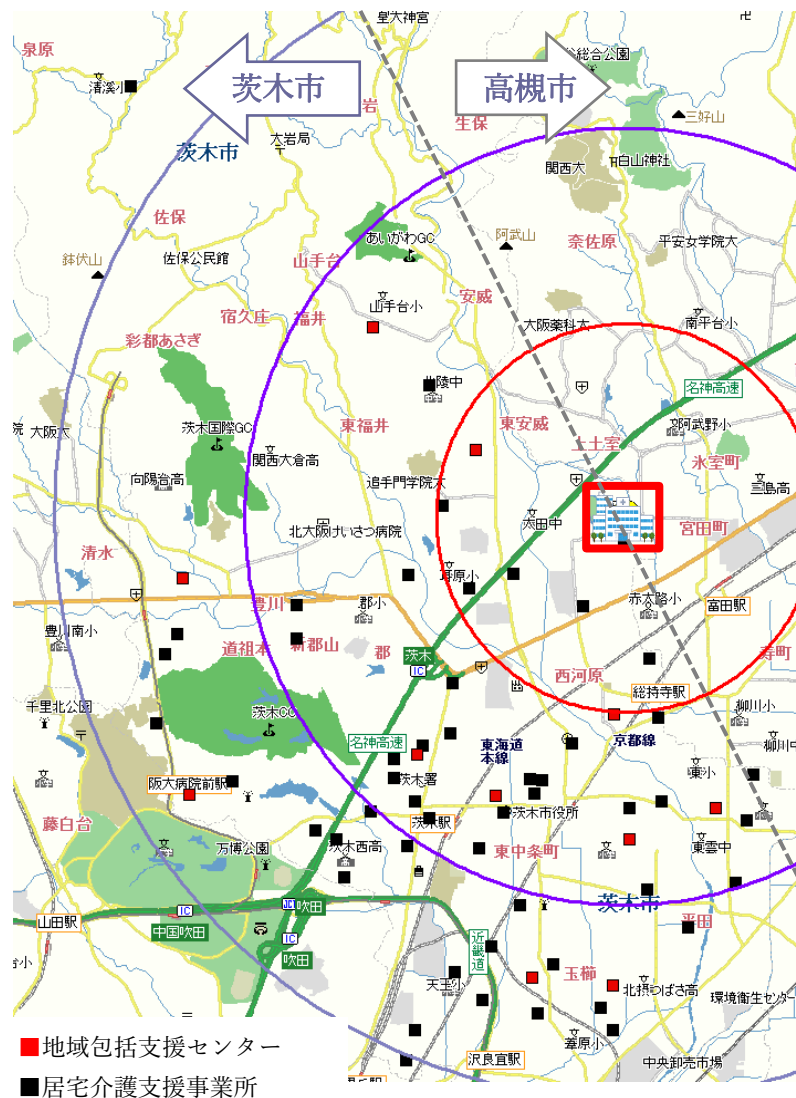 皇大神宮
泉原
清溪小
茨木市
高槻市
総合公園
岩
生保
三好山
大岩局
茨木市
関西大
白山神社
佐保
鉢伏山
佐保公民館
山手台
あいがわGC
阿武山
奈佐原
平安女学院大
安威
山手台小
宿久庄
福井
大阪薬科大
南平台小
彩都あさぎ
名神高速
北陵中
大阪大
茨木国際GC
東福井
東安威
阿武野小
上土室
関西大倉高
氷室町
向陽台高
追手門学院大
三島高
北大阪けいさつ病院
太田中
宮田町
清水
豊川
郡小
赤太路小
富田駅
豊川南小
道祖本
新郡山
郡
茨木
IC
西河原
寿町
総持寺駅
千里北公園
茨木CC
名神高速
東海道
本線
京都線
柳川小
柳川中
阪大病院前駅
茨木署
東小
藤白台
茨木駅
茨木市役所
万博公園
茨木西高
東中条町
東雲中
茨木市
山田駅
IC
中国吹田
JCT
吹田
IC
吹田
近畿道
平田
玉櫛
天王小
北摂つばさ高
環境衛生センター
葦原小
沢良宜駅
中央卸売市場
■地域包括支援センター
■居宅介護支援事業所